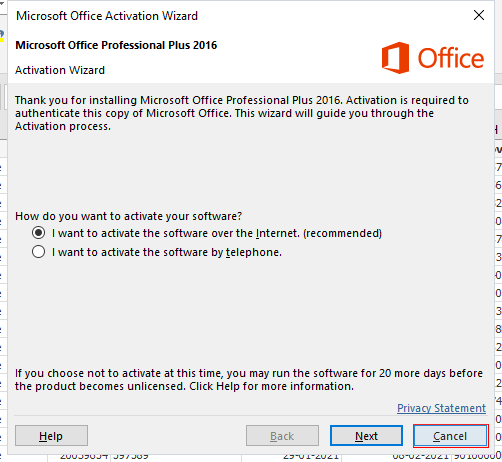 Microsoft Office Activation Wizard
Microsoft Office Professional Plus 2016
Activation Wizard
Office
Thank you for installing Microsoft Office Professional Plus 2016. Activation is required to
authenticate this copy of Microsoft Office. This wizard will guide you through the
Activation process.
How do you want to activate your software?
I want to activate the software over the Internet. (recommended)
I want to activate the software by telephone.
If you choose not to activate at this time, you may run the software for 20 more days before
the product becomes unlicensed. Click Help for more information.
Privacy Statement
Help
Back
Next
Cancel